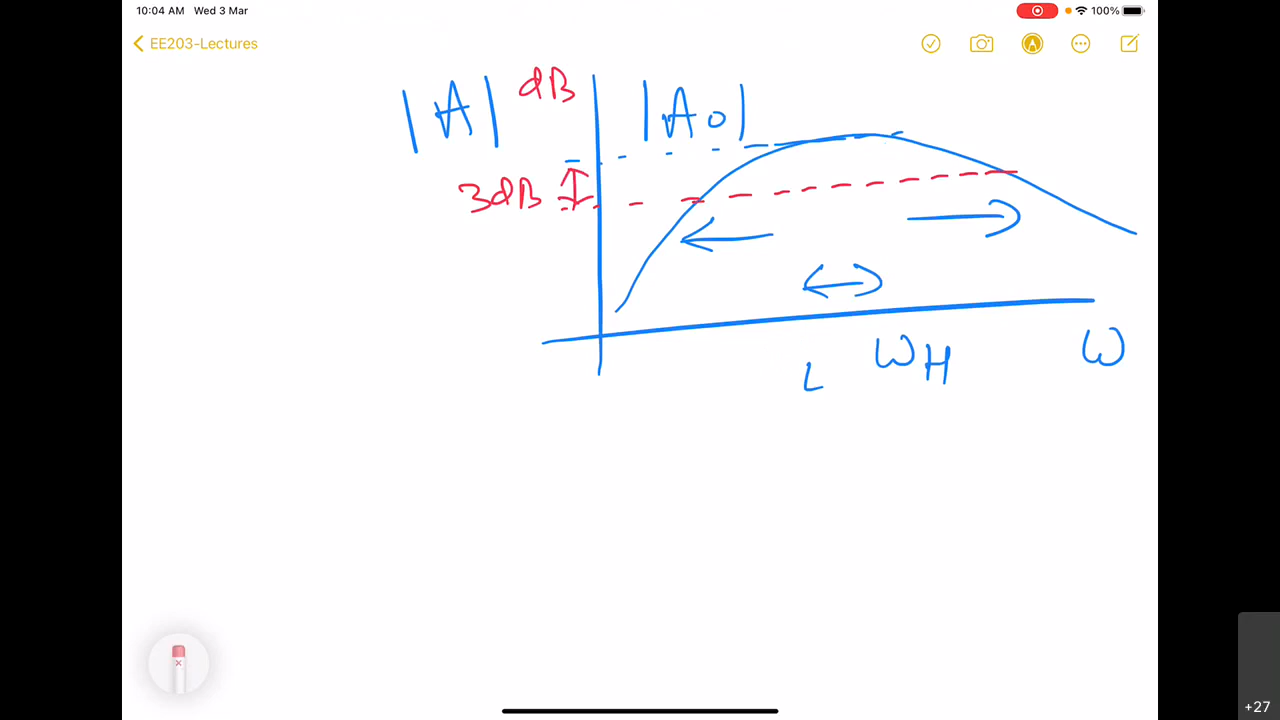 10:04 AM Wed 3 Mar
100%
EE203-Lectures
|A| dB |A0|
3dB
L ωH ω
+27